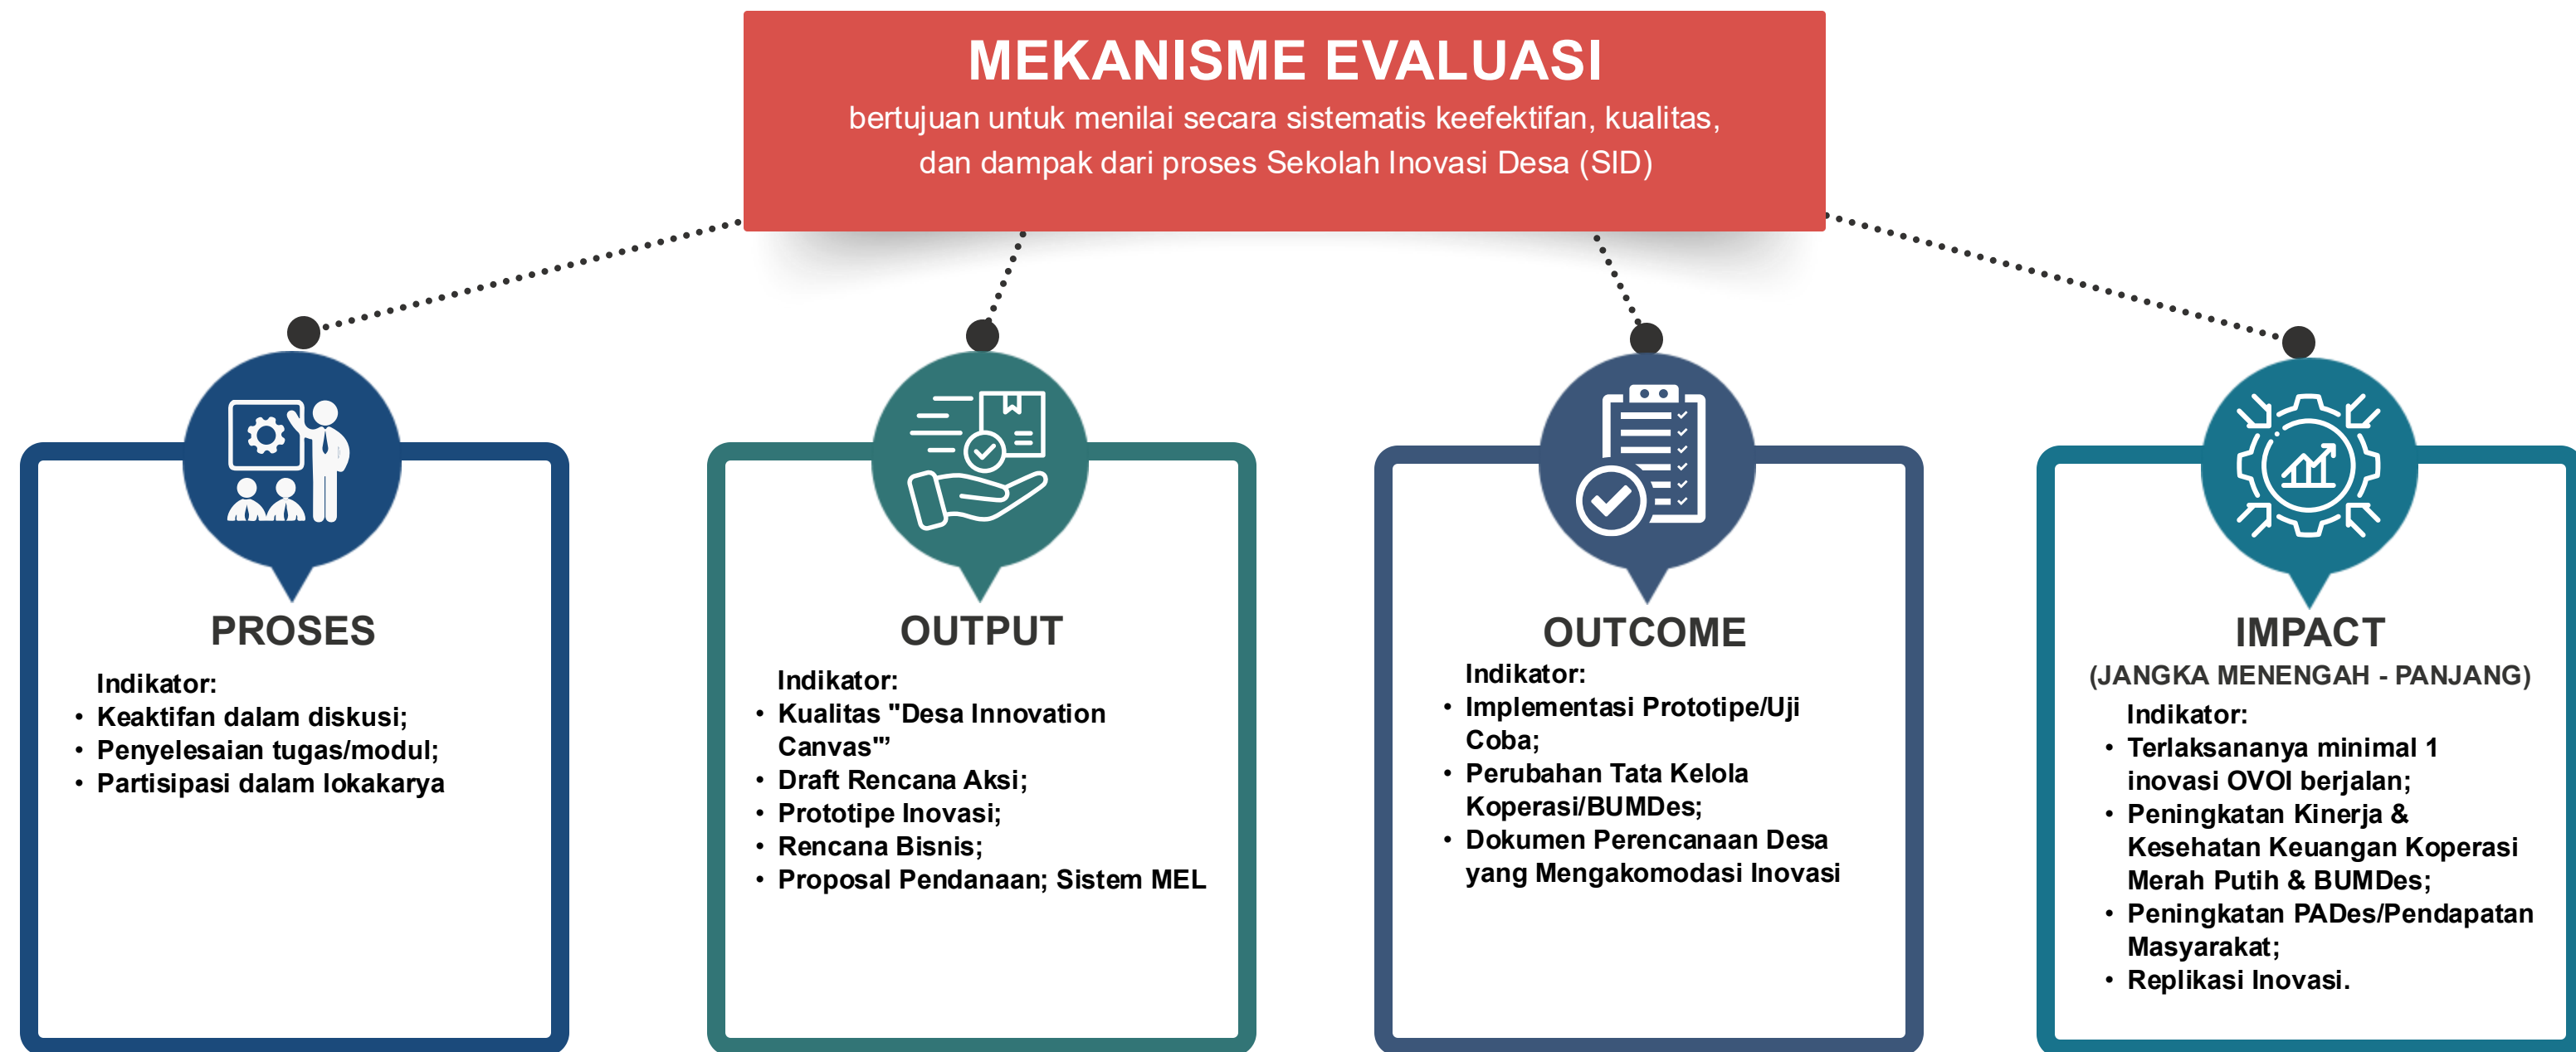 MEKANISME EVALUASI
bertujuan untuk menilai secara sistematis keefektifan, kualitas,
dan dampak dari proses Sekolah Inovasi Desa (SID)
PROSES
Indikator:
• Keaktifan dalam diskusi;
• Penyelesaian tugas/modul;
• Partisipasi dalam lokakarya
OUTPUT
Indikator:
• Kualitas "Desa Innovation
Canvas"’
• Draft Rencana Aksi;
• Prototipe Inovasi;
• Rencana Bisnis;
• Proposal Pendanaan; Sistem MEL
OUTCOME
Indikator:
• Implementasi Prototipe/Uji
Coba;
• Perubahan Tata Kelola
Koperasi/BUMDes;
• Dokumen Perencanaan Desa
yang Mengakomodasi Inovasi
IMPACT
(JANGKA MENENGAH - PANJANG)
Indikator:
• Terlaksananya minimal 1
inovasi OVOI berjalan;
• Peningkatan Kinerja &
Kesehatan Keuangan Koperasi
Merah Putih & BUMDes;
• Peningkatan PADes/Pendapatan
Masyarakat;
• Replikasi Inovasi.